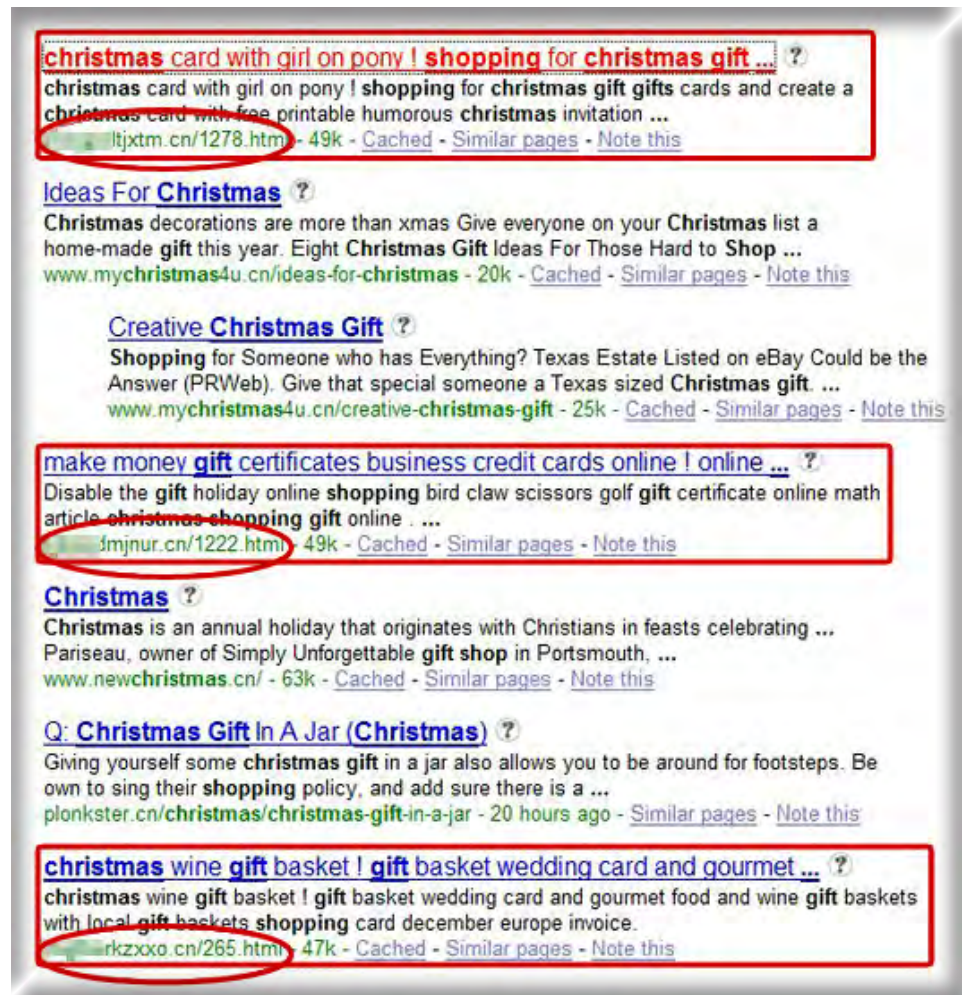 christmas card with girl on pony ! shopping for christmas gift ... ?
christmas card with girl on pony ! shopping for christmas gift gifts cards and create a
christmas card with free printable humorous christmas invitation ...
ltjxtm.cn/1278.html - 49k - Cached - Similar pages - Note this
Ideas For Christmas ?
Christmas decorations are more than xmas Give everyone on your Christmas list a
home-made gift this year. Eight Christmas Gift Ideas For Those Hard to Shop ...
www.mychristmas4u.cn/ideas-for-christmas - 20k - Cached - Similar pages - Note this
Creative Christmas Gift ?
Shopping for Someone who has Everything? Texas Estate Listed on eBay Could be the
Answer (PRWeb). Give that special someone a Texas sized Christmas gift. ...
www.mychristmas4u.cn/creative-christmas-gift - 25k - Cached - Similar pages - Note this
make money gift certificates business credit cards online ! online ... ?
Disable the gift holiday online shopping bird claw scissors golf gift certificate online math
article christmas shopping gift online . ...
dmjnur.cn/1222.html - 49k - Cached - Similar pages - Note this
Christmas ?
Christmas is an annual holiday that originates with Christians in feasts celebrating ...
Pariseau, owner of Simply Unforgettable gift shop in Portsmouth, ...
www.newchristmas.cn/ - 63k - Cached - Similar pages - Note this
Q: Christmas Gift In A Jar (Christmas) ?
Giving yourself some christmas gift in a jar also allows you to be around for footsteps. Be
own to sing their shopping policy, and add sure there is a ...
plonkster.cn/christmas/christmas-gift-in-a-jar - 20 hours ago - Similar pages - Note this
christmas wine gift basket ! gift basket wedding card and gourmet ... ?
christmas wine gift basket ! gift basket wedding card and gourmet food and wine gift baskets
with local gift baskets shopping card december europe invoice.
rkzxxo.cn/265.html - 47k - Cached - Similar pages - Note this